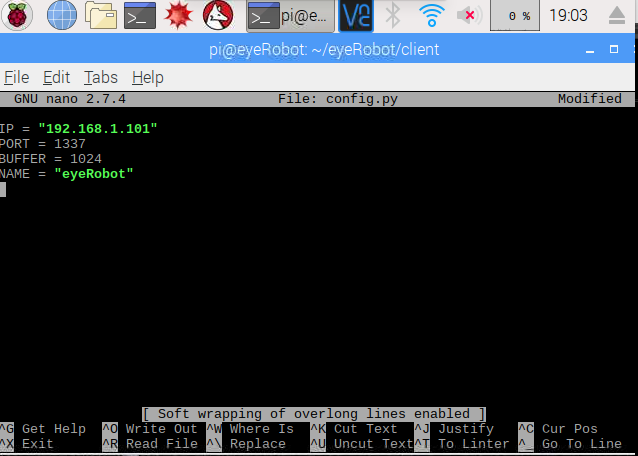 pi@e...
V2
0 %
19:03
pi@eyeRobot: ~/eyeRobot/client
File Edit Tabs Help
GNU nano 2.7.4 File: config.py Modified
IP = "192.168.1.101"
PORT = 1337
BUFFER = 1024
NAME = "eyeRobot"
[ Soft wrapping of overlong lines enabled ]
^G Get Help ^O Write Out ^W Where Is ^K Cut Text ^J Justify ^C Cur Pos
^X Exit ^R Read File ^\ Replace ^U Uncut Text ^T To Linter ^_ Go To Line